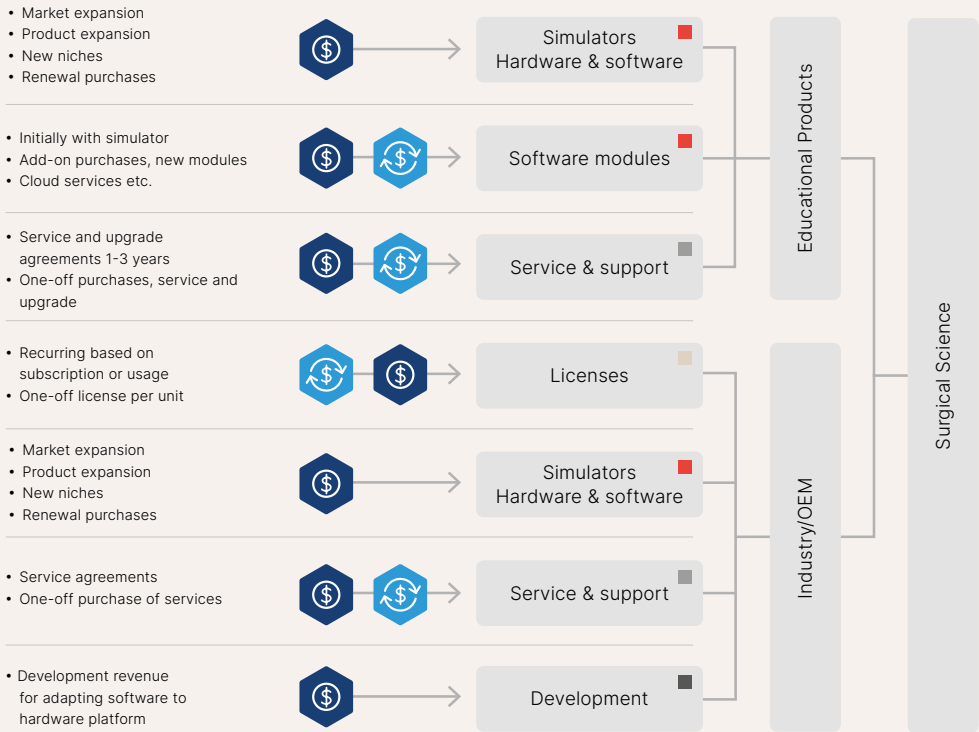 • Market expansion
• Product expansion
• New niches
• Renewal purchases
Simulators
Hardware & software
• Initially with simulator
• Add-on purchases, new modules
• Cloud services etc.
Software modules
• Service and upgrade
agreements 1-3 years
• One-off purchases, service and
upgrade
Service & support
Educational Products
• Recurring based on
subscription or usage
• One-off license per unit
Licenses
• Market expansion
• Product expansion
• New niches
• Renewal purchases
Simulators
Hardware & software
• Service agreements
• One-off purchase of services
Service & support
• Development revenue
for adapting software to
hardware platform
Development
Industry/OEM
Surgical Science